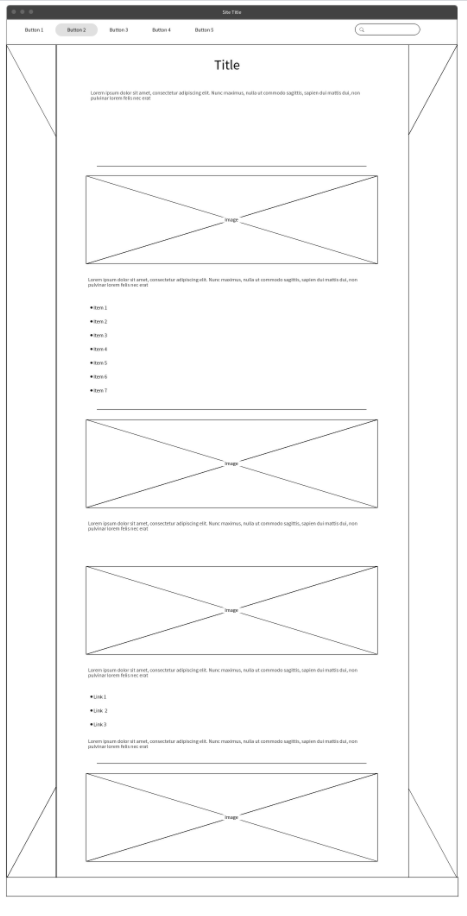 Site Title
Button 1 Button 2 Button 3 Button 4 Button 5
Title
Lorem ipsum dolor sit amet, consectetur adipiscing elit. Nunc maximus, nulla ut commodo sagittis, sapien dui mattis dui, non
pulvinar lorem felis nec erat
Image
Lorem ipsum dolor sit amet, consectetur adipiscing elit. Nunc maximus, nulla ut commodo sagittis, sapien dui mattis dui, non
pulvinar lorem felis nec erat
Item 1
Item 2
Item 3
Item 4
Item 5
Item 6
Item 7
Image
Lorem ipsum dolor sit amet, consectetur adipiscing elit. Nunc maximus, nulla ut commodo sagittis, sapien dui mattis dui, non
pulvinar lorem felis nec erat
Image
Lorem ipsum dolor sit amet, consectetur adipiscing elit. Nunc maximus, nulla ut commodo sagittis, sapien dui mattis dui, non
pulvinar lorem felis nec erat
Link 1
Link 2
Link 3
Lorem ipsum dolor sit amet, consectetur adipiscing elit. Nunc maximus, nulla ut commodo sagittis, sapien dui mattis dui, non
pulvinar lorem felis nec erat
Image